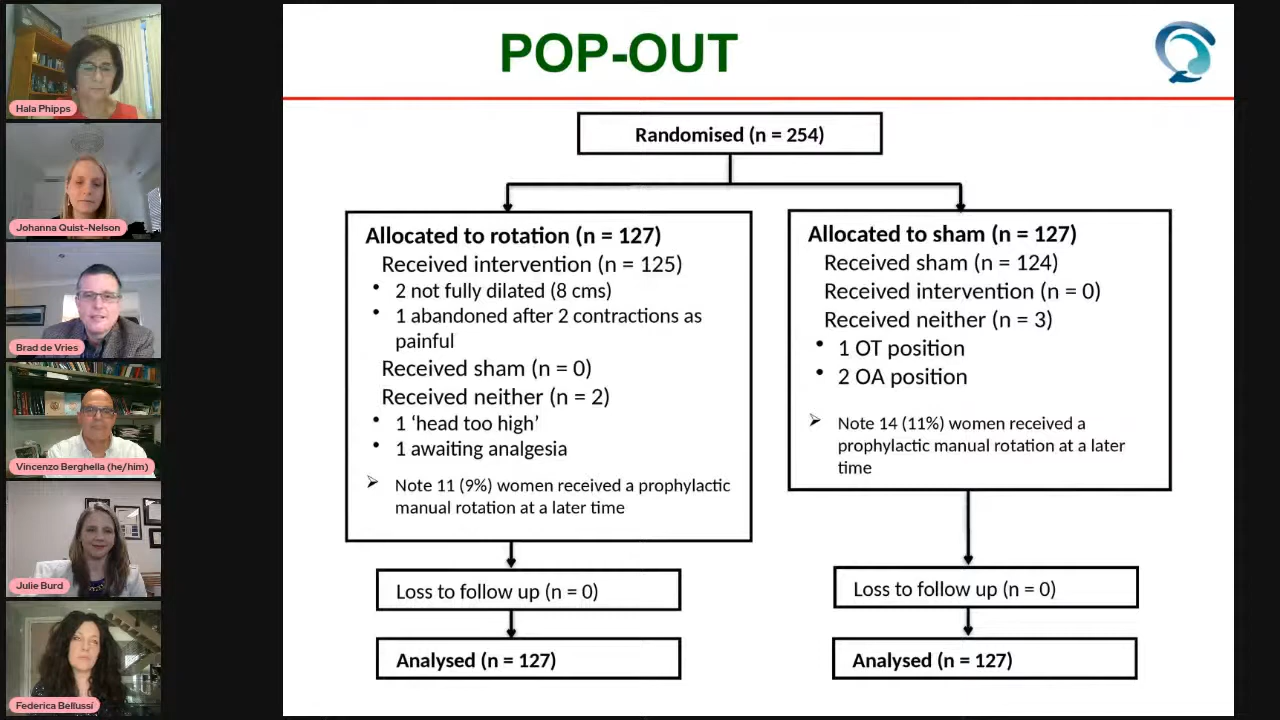 Hala Phipps
Johanna Quist-Nelson
Brad de Vries
Vincenzo Berghella (he/him)
Julie Burd
Federica Bellussi
POP-OUT
Randomised (n = 254)
Allocated to rotation (n = 127)
Received intervention (n = 125)
• 2 not fully dilated (8 cms)
• 1 abandoned after 2 contractions as
painful
Received sham (n = 0)
Received neither (n = 2)
• 1 ‘head too high’
• 1 awaiting analgesia
➢ Note 11 (9%) women received a prophylactic
manual rotation at a later time
Loss to follow up (n = 0)
Analysed (n = 127)
Allocated to sham (n = 127)
Received sham (n = 124)
Received intervention (n = 0)
Received neither (n = 3)
• 1 OT position
• 2 OA position
➢ Note 14 (11%) women received a
prophylactic manual rotation at a later
time
Loss to follow up (n = 0)
Analysed (n = 127)